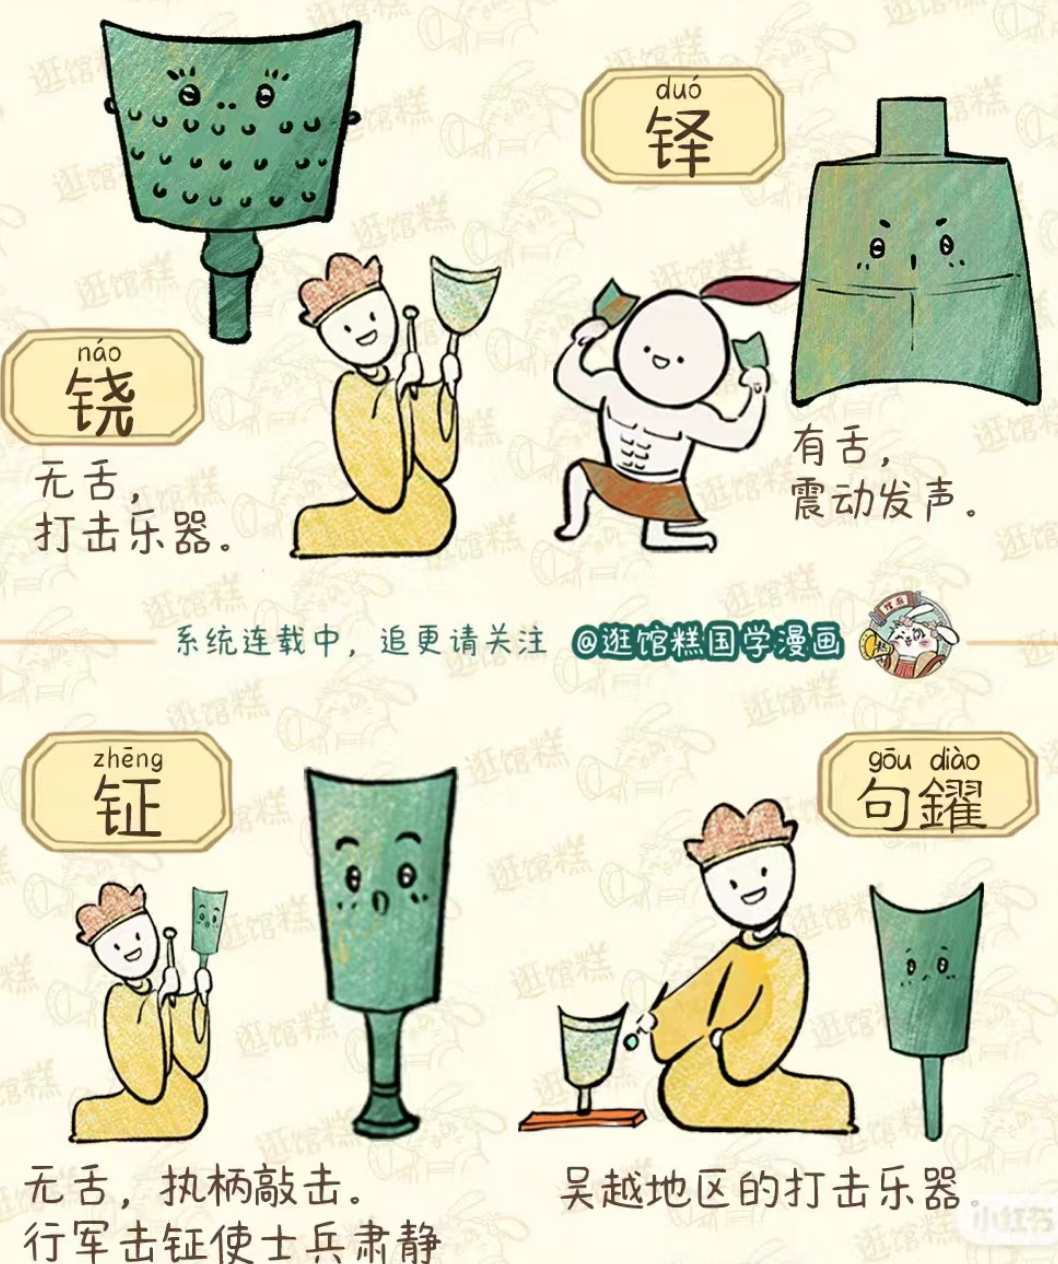 duó
铎
náo
铙
无舌，
打击乐器。
有舌，
震动发声。
系统连载中，追更请关注 @逛馆糕国学漫画
zhēng
钲
gōu diào
句鑃
无舌，执柄敲击。
行军击钲使士兵肃静
吴越地区的打击乐器。
小红书
逛馆糕